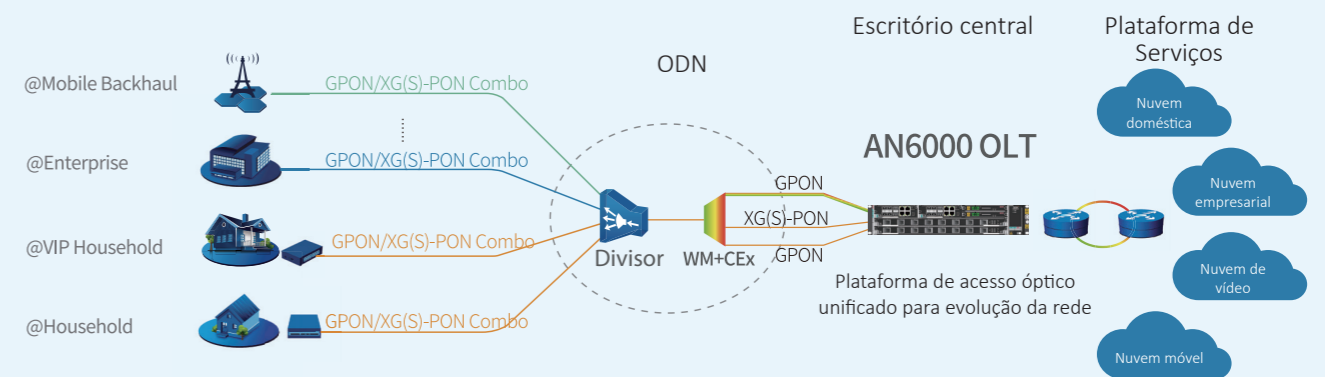 Escritório central
Plataforma de
Serviços
ODN
@Mobile Backhaul
GPON/XG(S)-PON Combo
Nuvem
doméstica
AN6000 OLT
@Enterprise
GPON/XG(S)-PON Combo
GPON
Nuvem
empresarial
XG(S)-PON
@VIP Household
GPON/XG(S)-PON Combo
Divisor
WM+CEx
GPON
Nuvem de
vídeo
Plataforma de acesso óptico
unificado para evolução da rede
@Household
GPON/XG(S)-PON Combo
Nuvem móvel